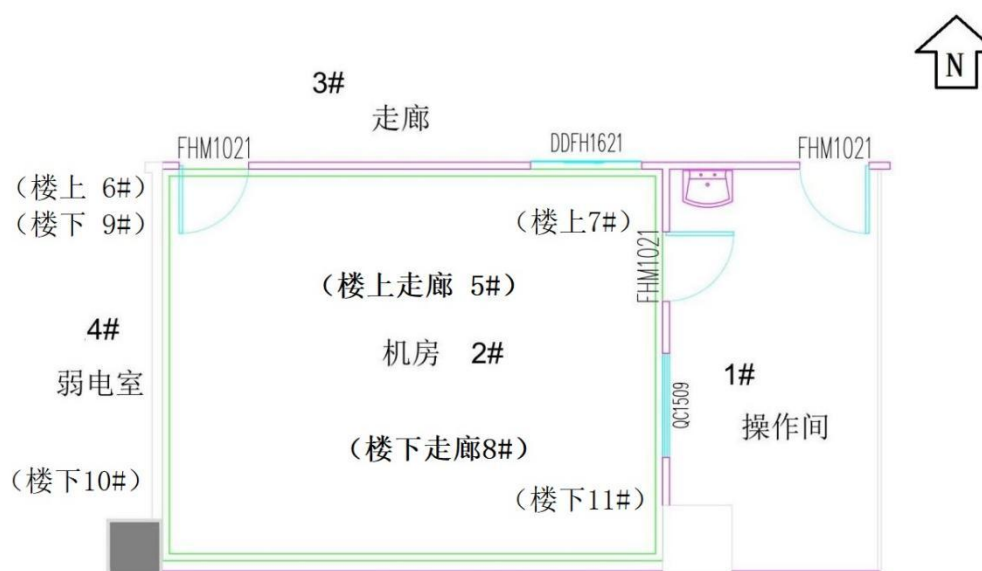 N
3#
走廊
FHM1021
DDFH1621
FHM1021
（楼上 6#）
（楼下 9#）
（楼上7#）
FHM1021
（楼上走廊 5#）
4#
机房 2#
弱电室
1#
QC1509
操作间
（楼下走廊8#）
（楼下10#）
（楼下11#）